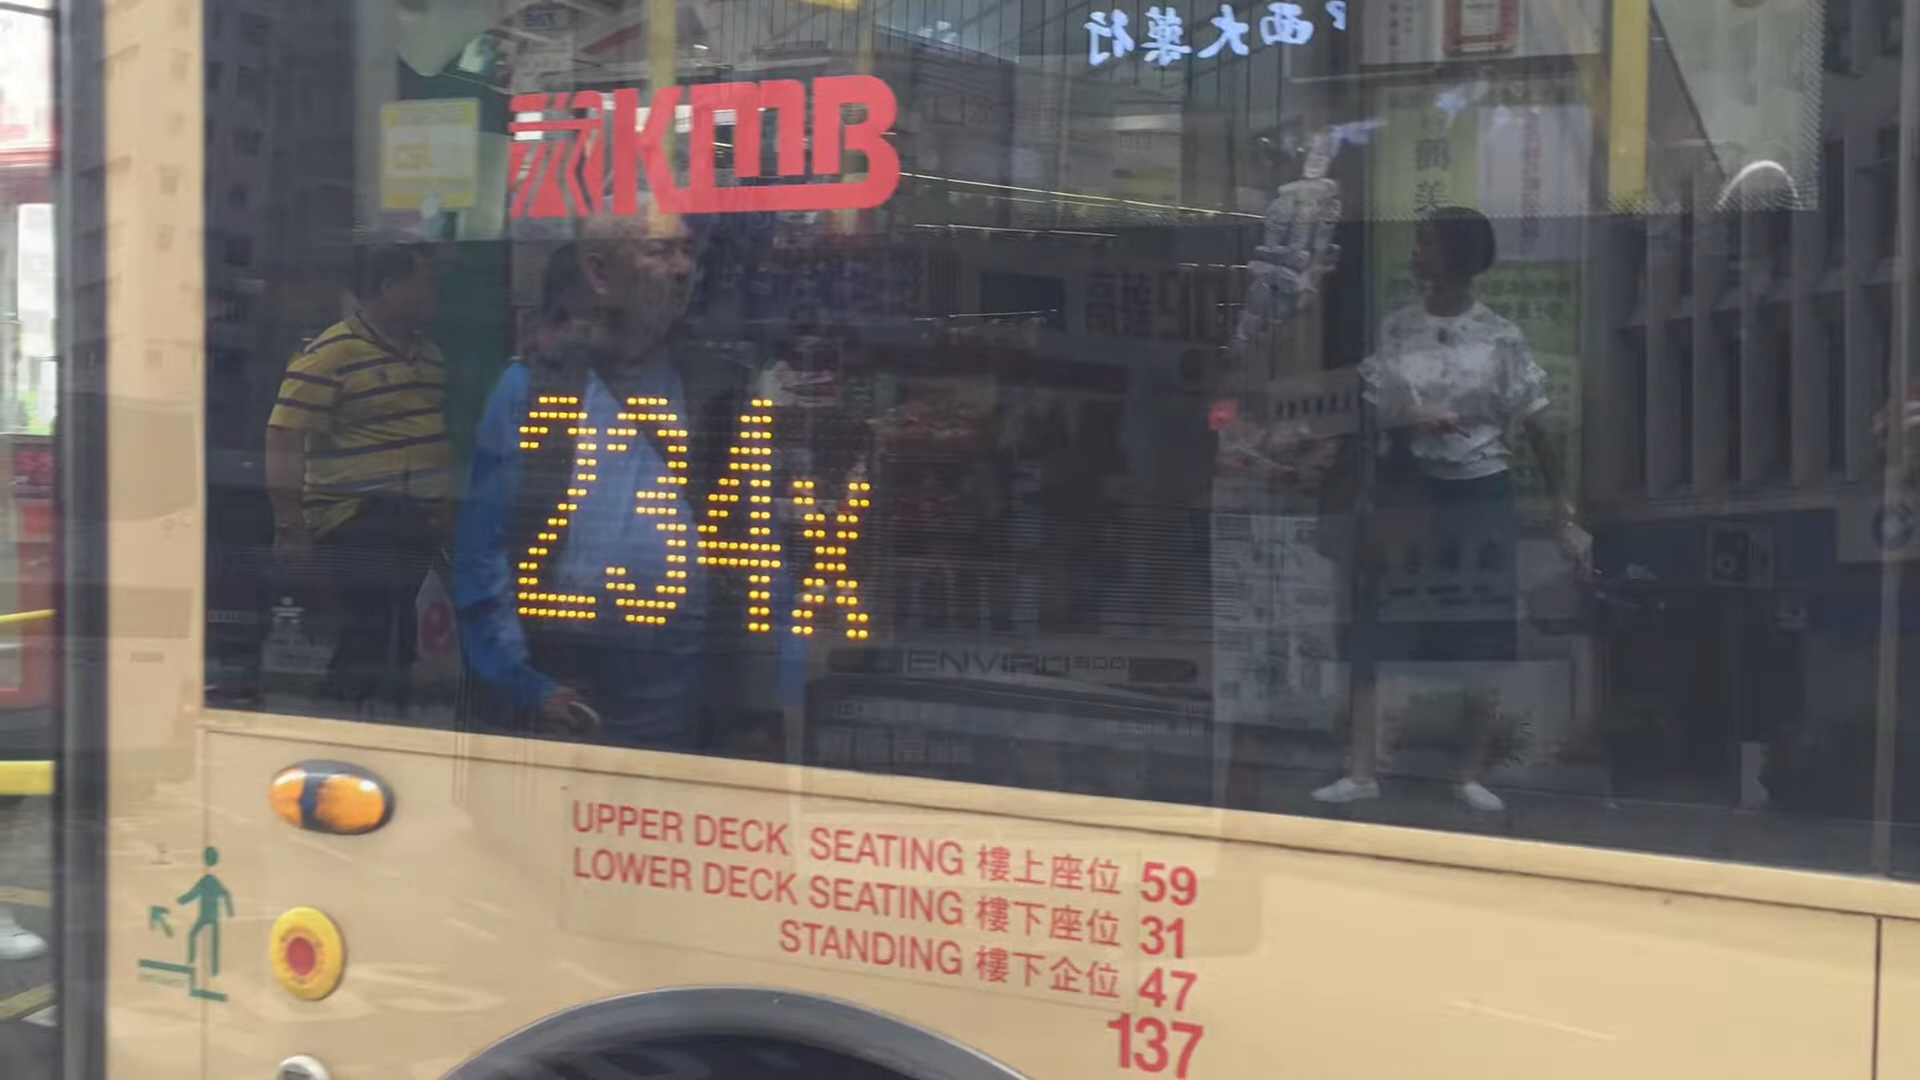 KMB
234x
ENVIRO500
UPPER DECK SEATING 樓上座位 59
LOWER DECK SEATING 樓下座位 31
STANDING 樓下企位 47
137